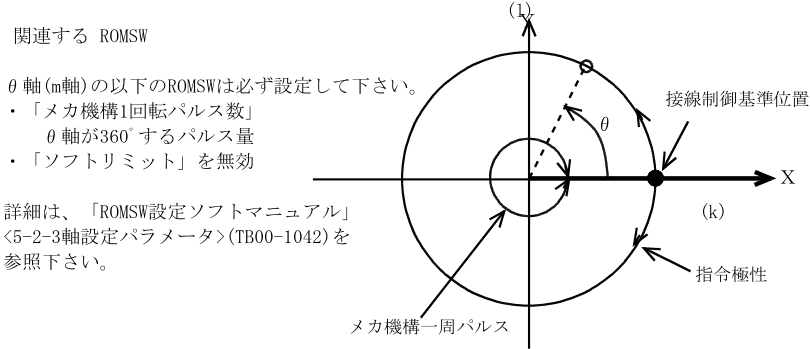 関連する ROMSW
θ軸(m軸)の以下のROMSWは必ず設定して下さい。
・「メカ機構1回転パルス数」
θ軸が360°するパルス量
・「ソフトリミット」を無効
詳細は、「ROMSW設定ソフトマニュアル」
<5-2-3軸設定パラメータ>(TB00-1042)を
参照下さい。
(l)
Y
接線制御基準位置
θ
X
(k)
指令極性
メカ機構一周パルス